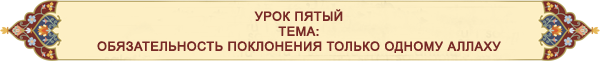 УРОК ПЯТЫЙ
ТЕМА:
ОБЯЗАТЕЛЬНОСТЬ ПОКЛОНЕНИЯ ТОЛЬКО ОДНОМУ АЛЛАХУ